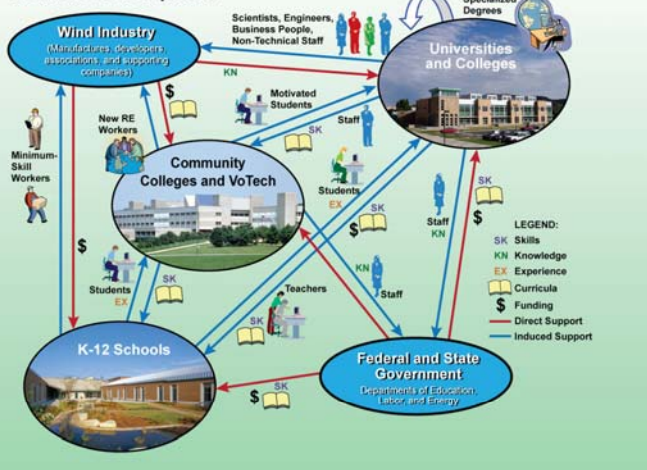 Specialized
Degrees
Scientists, Engineers,
Business People,
Non-Technical Staff
Wind Industry
(Manufactures, developers,
associations, and supporting
companies)
KN
Universities
and Colleges
$
Motivated
Students
New RE
Workers
SK
Staff
Minimum-
Skill
Workers
Community
Colleges and VoTech
Students
EX
SK
$
Staff
KN
SK
$
LEGEND:
SK Skills
KN Knowledge
EX Experience
Curricula
$ Funding
Direct Support
Induced Support
$
Students
EX
SK
KN
Staff
Teachers
SK
K-12 Schools
Federal and State
Government
Departments of Education,
Labor, and Energy
$
SK